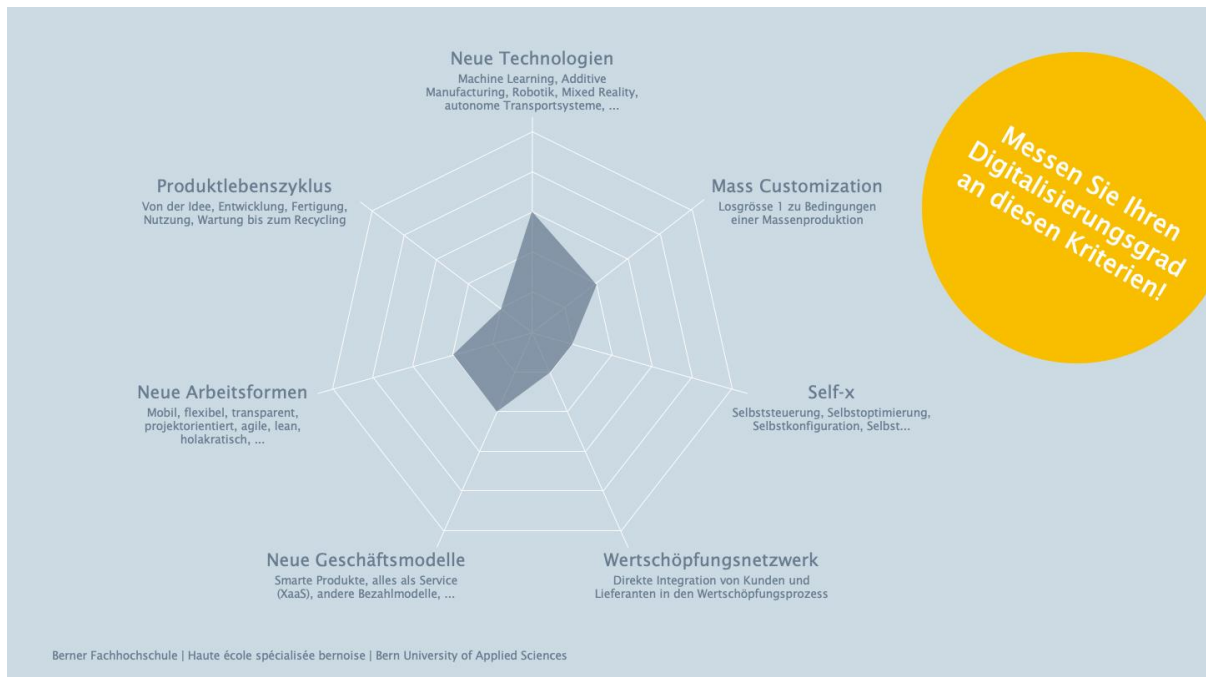 Neue Technologien
Machine Learning, Additive
Manufacturing, Robotik, Mixed Reality,
autonome Transportsysteme, ...
Messen Sie Ihren
Digitalisierungsgrad
an diesen Kriterien!
Produktlebenszyklus
Von der Idee, Entwicklung, Fertigung,
Nutzung, Wartung bis zum Recycling
Mass Customization
Losgrösse 1 zu Bedingungen
einer Massenproduktion
Neue Arbeitsformen
Mobil, flexibel, transparent,
projektorientiert, agile, lean,
holakratisch, ...
Self-x
Selbststeuerung, Selbstoptimierung,
Selbstkonfiguration, Selbst...
Neue Geschäftsmodelle
Smarte Produkte, alles als Service
(XaaS), andere Bezahlmodelle, ...
Wertschöpfungsnetzwerk
Direkte Integration von Kunden und
Lieferanten in den Wertschöpfungsprozess
Berner Fachhochschule | Haute école spécialisée bernoise | Bern University of Applied Sciences